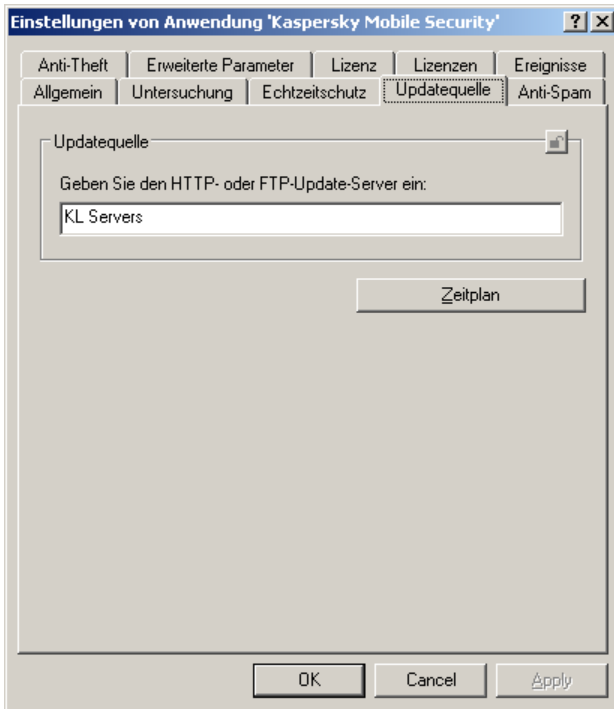 Einstellungen von Anwendung 'Kaspersky Mobile Security'
Anti-Theft Erweiterte Parameter Lizenz Lizenzen Ereignisse
Allgemein Untersuchung Echtzeitschutz Updatequelle Anti-Spam
Updatequelle
Geben Sie den HTTP- oder FTP-Update-Server ein:
KL Servers
Zeitplan
OK Cancel Apply